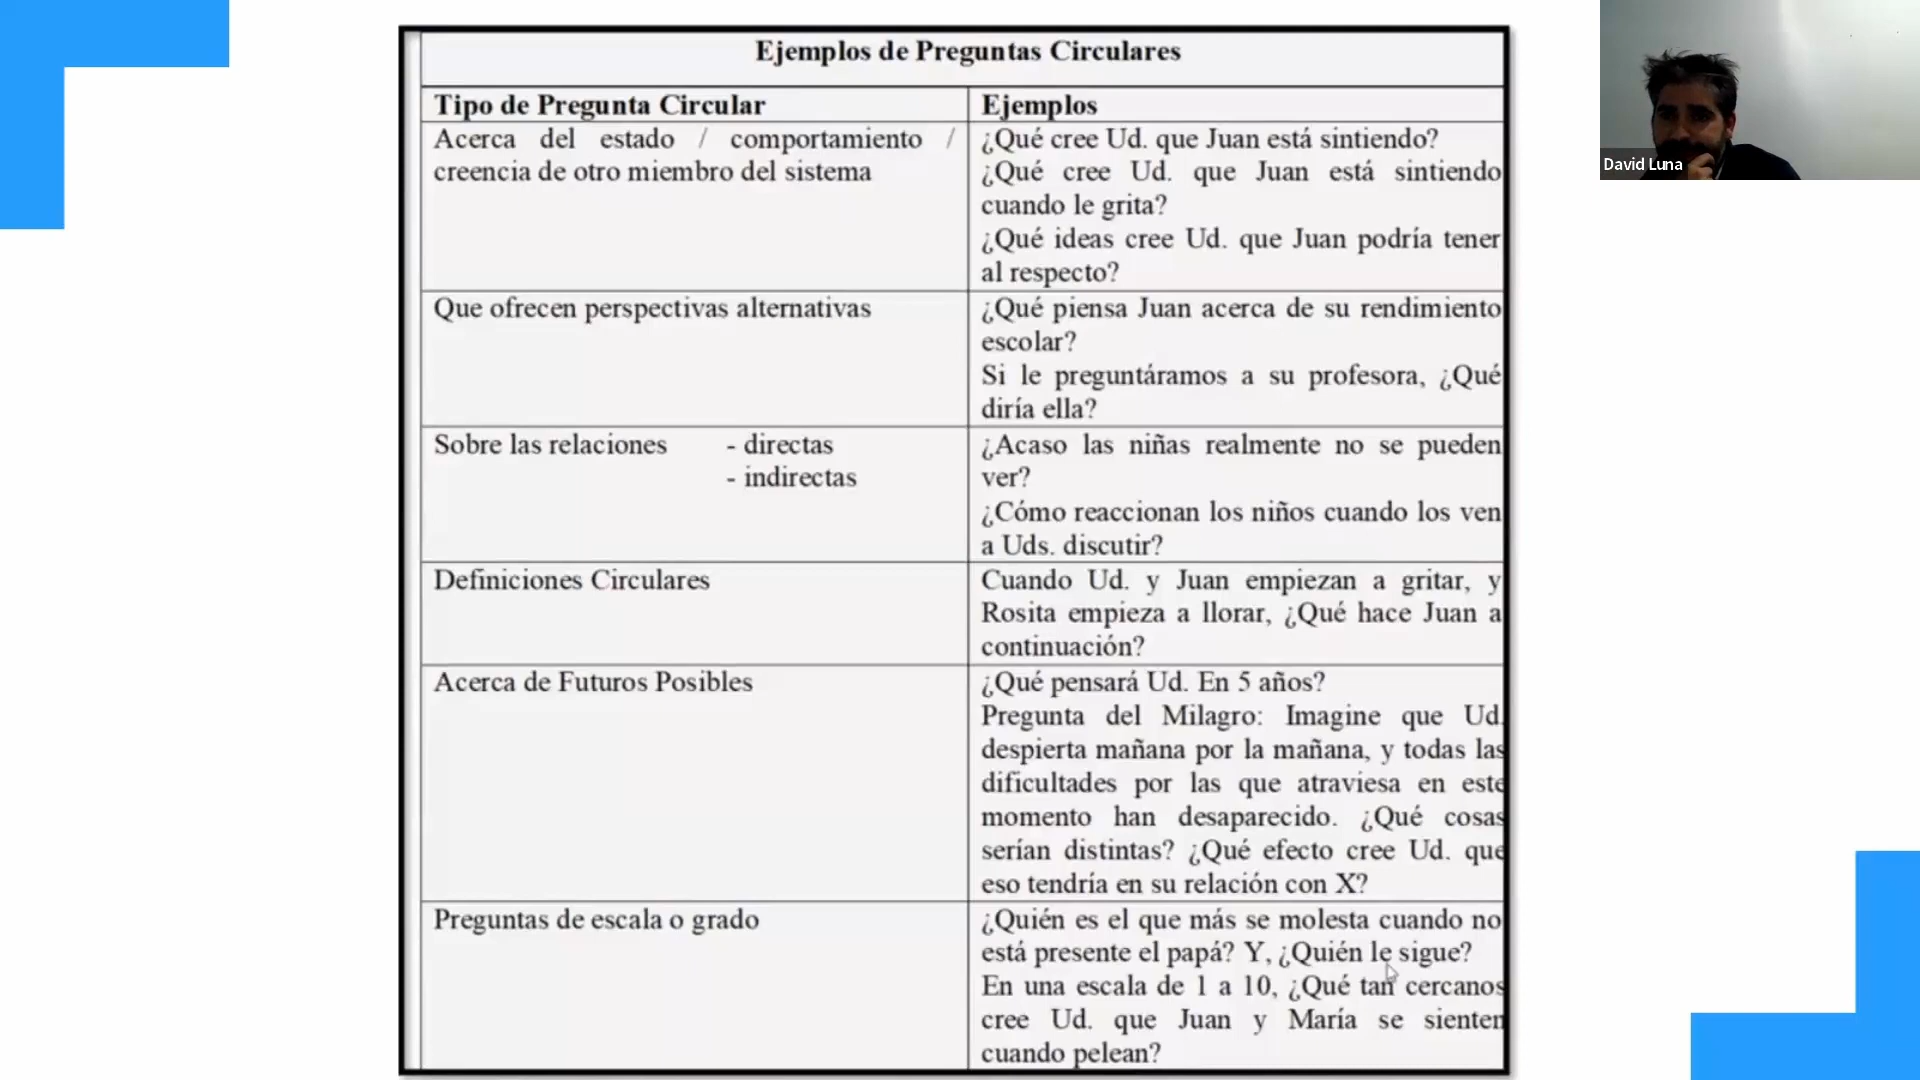 Ejemplos de Preguntas Circulares
Tipo de Pregunta Circular
Ejemplos
Acerca del estado / comportamiento /
creencia de otro miembro del sistema
¿Qué cree Ud. que Juan está sintiendo?
¿Qué cree Ud. que Juan está sintiendo
cuando le grita?
¿Qué ideas cree Ud. que Juan podría tener
al respecto?
Que ofrecen perspectivas alternativas
¿Qué piensa Juan acerca de su rendimiento
escolar?
Si le preguntáramos a su profesora, ¿Qué
diría ella?
Sobre las relaciones - directas
- indirectas
¿Acaso las niñas realmente no se pueden
ver?
¿Cómo reaccionan los niños cuando los ven
a Uds. discutir?
Definiciones Circulares
Cuando Ud. y Juan empiezan a gritar, y
Rosita empieza a llorar, ¿Qué hace Juan a
continuación?
Acerca de Futuros Posibles
¿Qué pensará Ud. En 5 años?
Pregunta del Milagro: Imagine que Ud.
despierta mañana por la mañana, y todas las
dificultades por las que atraviesa en este
momento han desaparecido. ¿Qué cosas
serían distintas? ¿Qué efecto cree Ud. que
eso tendría en su relación con X?
Preguntas de escala o grado
¿Quién es el que más se molesta cuando no
está presente el papá? Y, ¿Quién le sigue?
En una escala de 1 a 10, ¿Qué tan cercanos
cree Ud. que Juan y María se sienten
cuando pelean?
David Luna